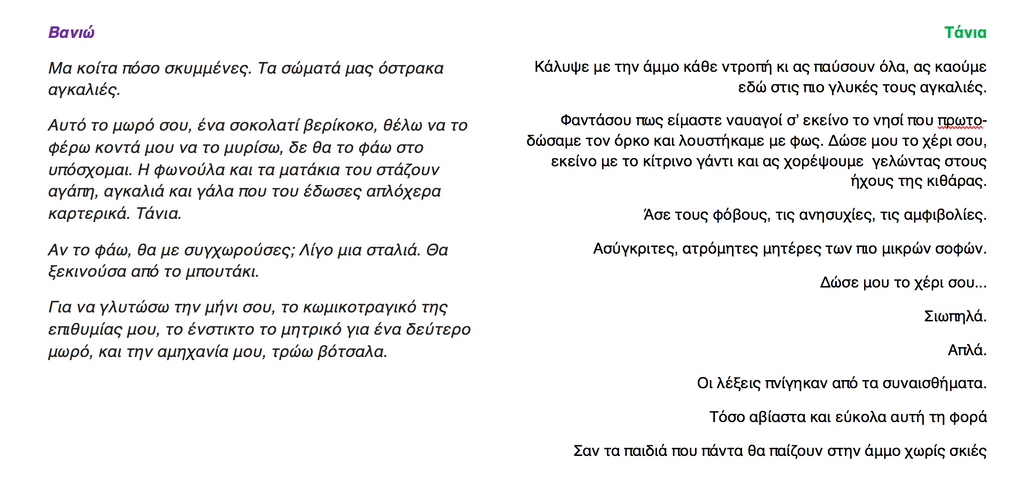 Βανιώ
Μα κοίτα πόσο σκυμμένες. Τα σώματά μας όστρακα
αγκαλιές.
Αυτό το μωρό σου, ένα σοκολατί βερίκοκο, θέλω να το
φέρω κοντά μου να το μυρίσω, δε θα το φάω στο
υπόσχομαι. Η φωνούλα και τα ματάκια του στάζουν
αγάπη, αγκαλιά και γάλα που του έδωσες απλόχερα
καρτερικά. Τάνια.
Αν το φάω, θα με συγχωρούσες; Λίγο μια σταλιά. Θα
ξεκινούσα από το μπουτάκι.
Για να γλυτώσω την μήνι σου, το κωμικοτραγικό της
επιθυμίας μου, το ένστικτο το μητρικό για ένα δεύτερο
μωρό, και την αμηχανία μου, τρώω βότσαλα.
Τάνια
Κάλυψε με την άμμο κάθε ντροπή κι ας παύσουν όλα, ας καούμε
εδώ στις πιο γλυκές τους αγκαλιές.
Φαντάσου πως είμαστε ναυαγοί σ’ εκείνο το νησί που πρωτο-
δώσαμε τον όρκο και λουστήκαμε με φως. Δώσε μου το χέρι σου,
εκείνο με το κίτρινο γάντι και ας χορέψουμε  γελώντας στους
ήχους της κιθάρας.
Άσε τους φόβους, τις ανησυχίες, τις αμφιβολίες.
Ασύγκριτες, ατρόμητες μητέρες των πιο μικρών σοφών.
Δώσε μου το χέρι σου...
Σιωπηλά.
Απλά.
Οι λέξεις πνίγηκαν από τα συναισθήματα.
Τόσο αβίαστα και εύκολα αυτή τη φορά
Σαν τα παιδιά που πάντα θα παίζουν στην άμμο χωρίς σκιές